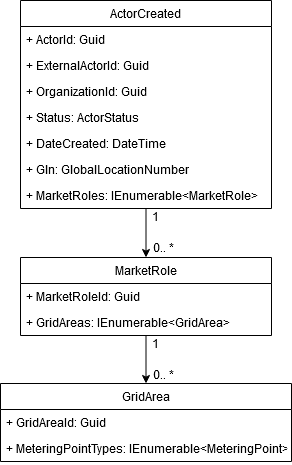 ActorCreated
+ ActorId: Guid
+ ExternalActorId: Guid
+ OrganizationId: Guid
+ Status: ActorStatus
+ DateCreated: DateTime
+ Gln: GlobalLocationNumber
+ MarketRoles: IEnumerable<MarketRole>
1
0.. *
MarketRole
+ MarketRoleId: Guid
+ GridAreas: IEnumerable<GridArea>
1
0.. *
GridArea
+ GridAreaId: Guid
+ MeteringPointTypes: IEnumerable<MeteringPoint>